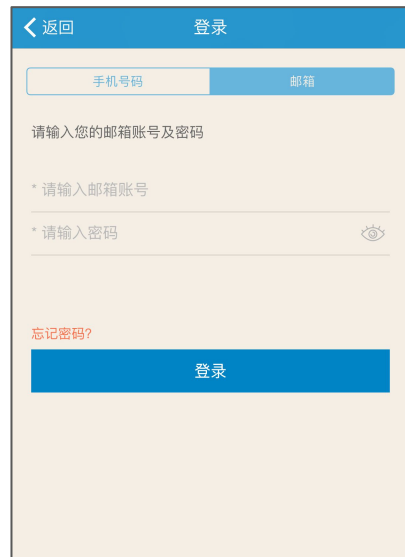 返回 登录
手机号码 邮箱
请输入您的邮箱账号及密码
* 请输入邮箱账号
* 请输入密码
忘记密码?
登录